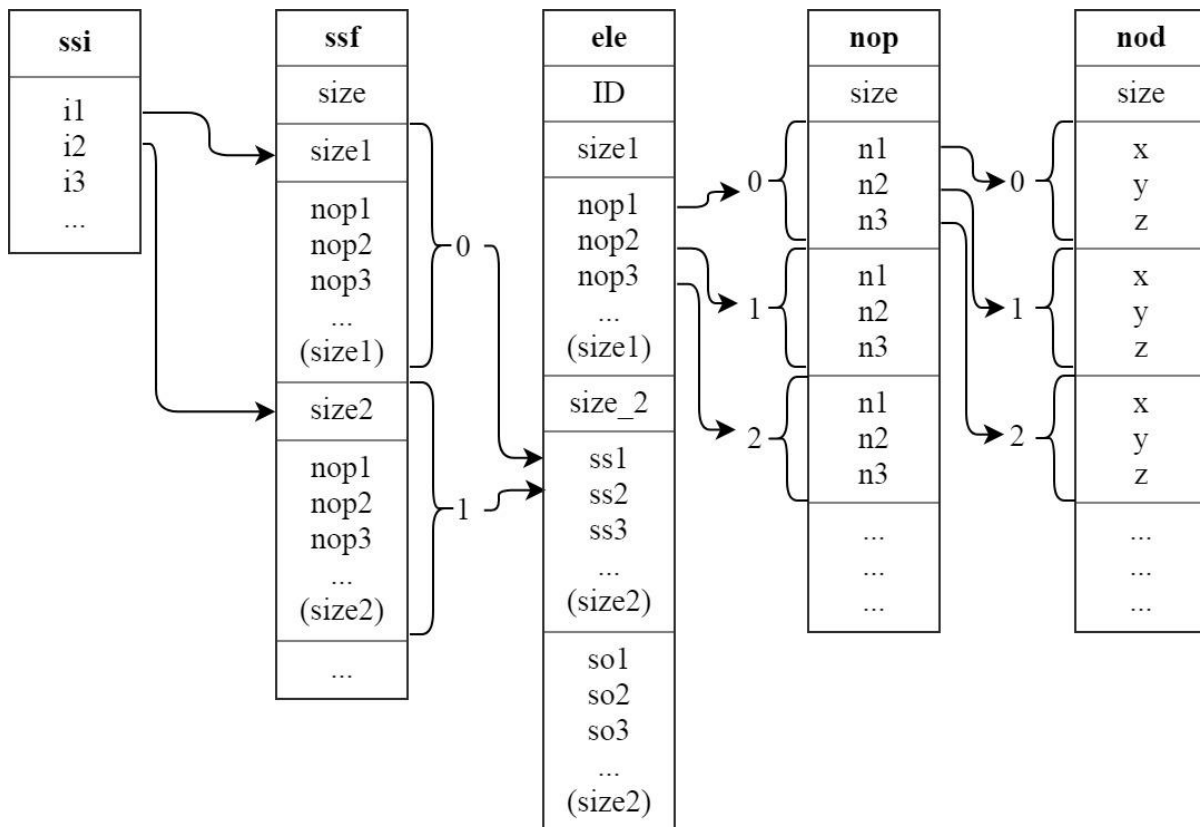 ssi
i1
i2
i3
...
ssf
size
size1
nop1
nop2
nop3
...
(size1)
size2
nop1
nop2
nop3
...
(size2)
...
0
1
ele
ID
size1
nop1
nop2
nop3
...
(size1)
size_2
ss1
ss2
ss3
...
(size2)
so1
so2
so3
...
(size2)
0
1
2
nop
size
n1
n2
n3
n1
n2
n3
n1
n2
n3
...
...
...
0
1
2
nod
size
x
y
z
x
y
z
x
y
z
...
...
...